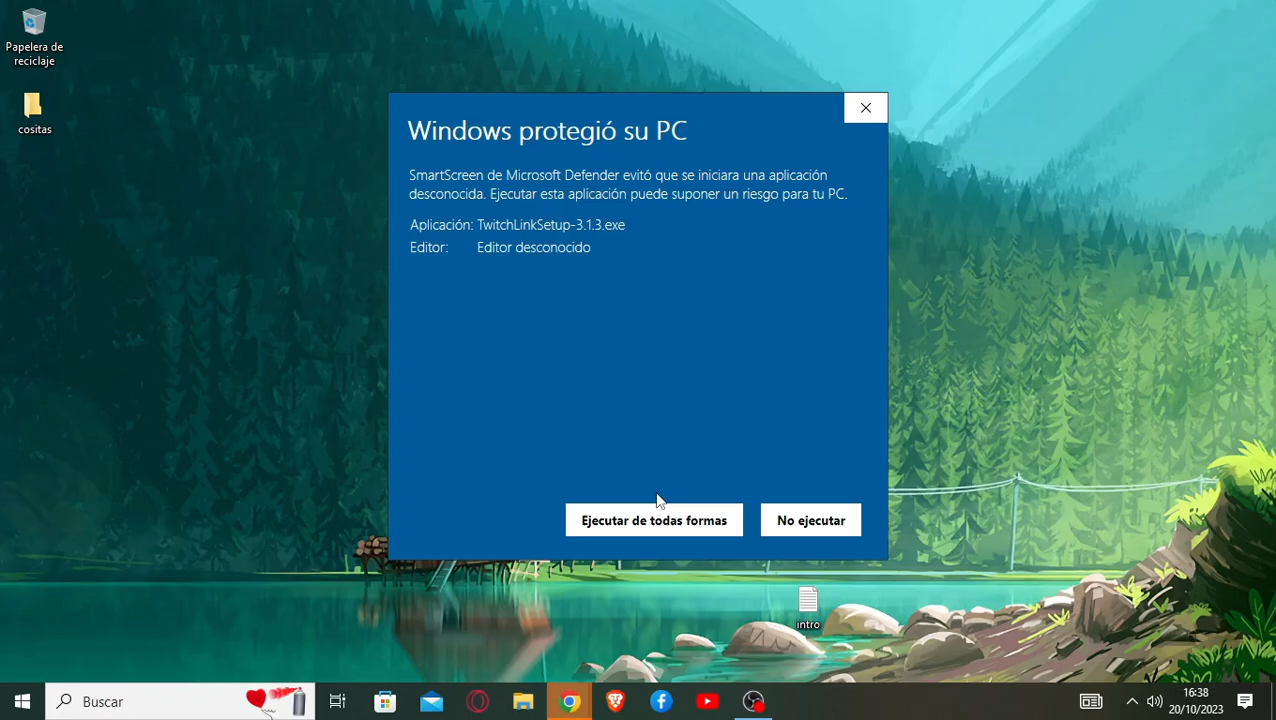 Papelera de
reciclaje
cositas
Windows protegió su PC
SmartScreen de Microsoft Defender evitó que se iniciara una aplicación
desconocida. Ejecutar esta aplicación puede suponer un riesgo para tu PC.
Aplicación: TwitchLinkSetup-3.1.3.exe
Editor: Editor desconocido
Ejecutar de todas formas
No ejecutar
intro
Buscar
16:38
20/10/2023